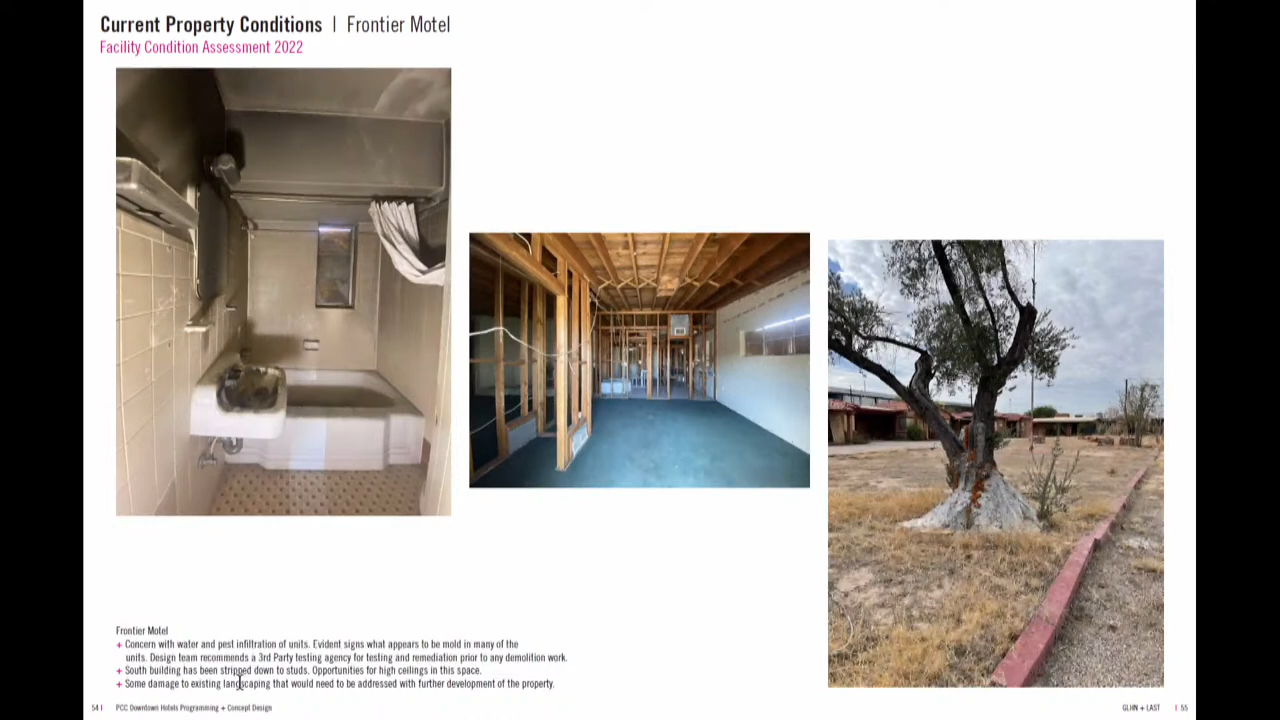 Current Property Conditions | Frontier Motel
Facility Condition Assessment 2022
Frontier Motel
+ Concern with water and pest infiltration of units. Evident signs what appears to be mold in many of the
units. Design team recommends a 3rd Party testing agency for testing and remediation prior to any demolition work.
+ South building has been stripped down to studs. Opportunities for high ceilings in this space.
+ Some damage to existing landscaping that would need to be addressed with further development of the property.
54 | PCC Downtown Hotels Programming + Concept Design
GLHN + LAST | 55